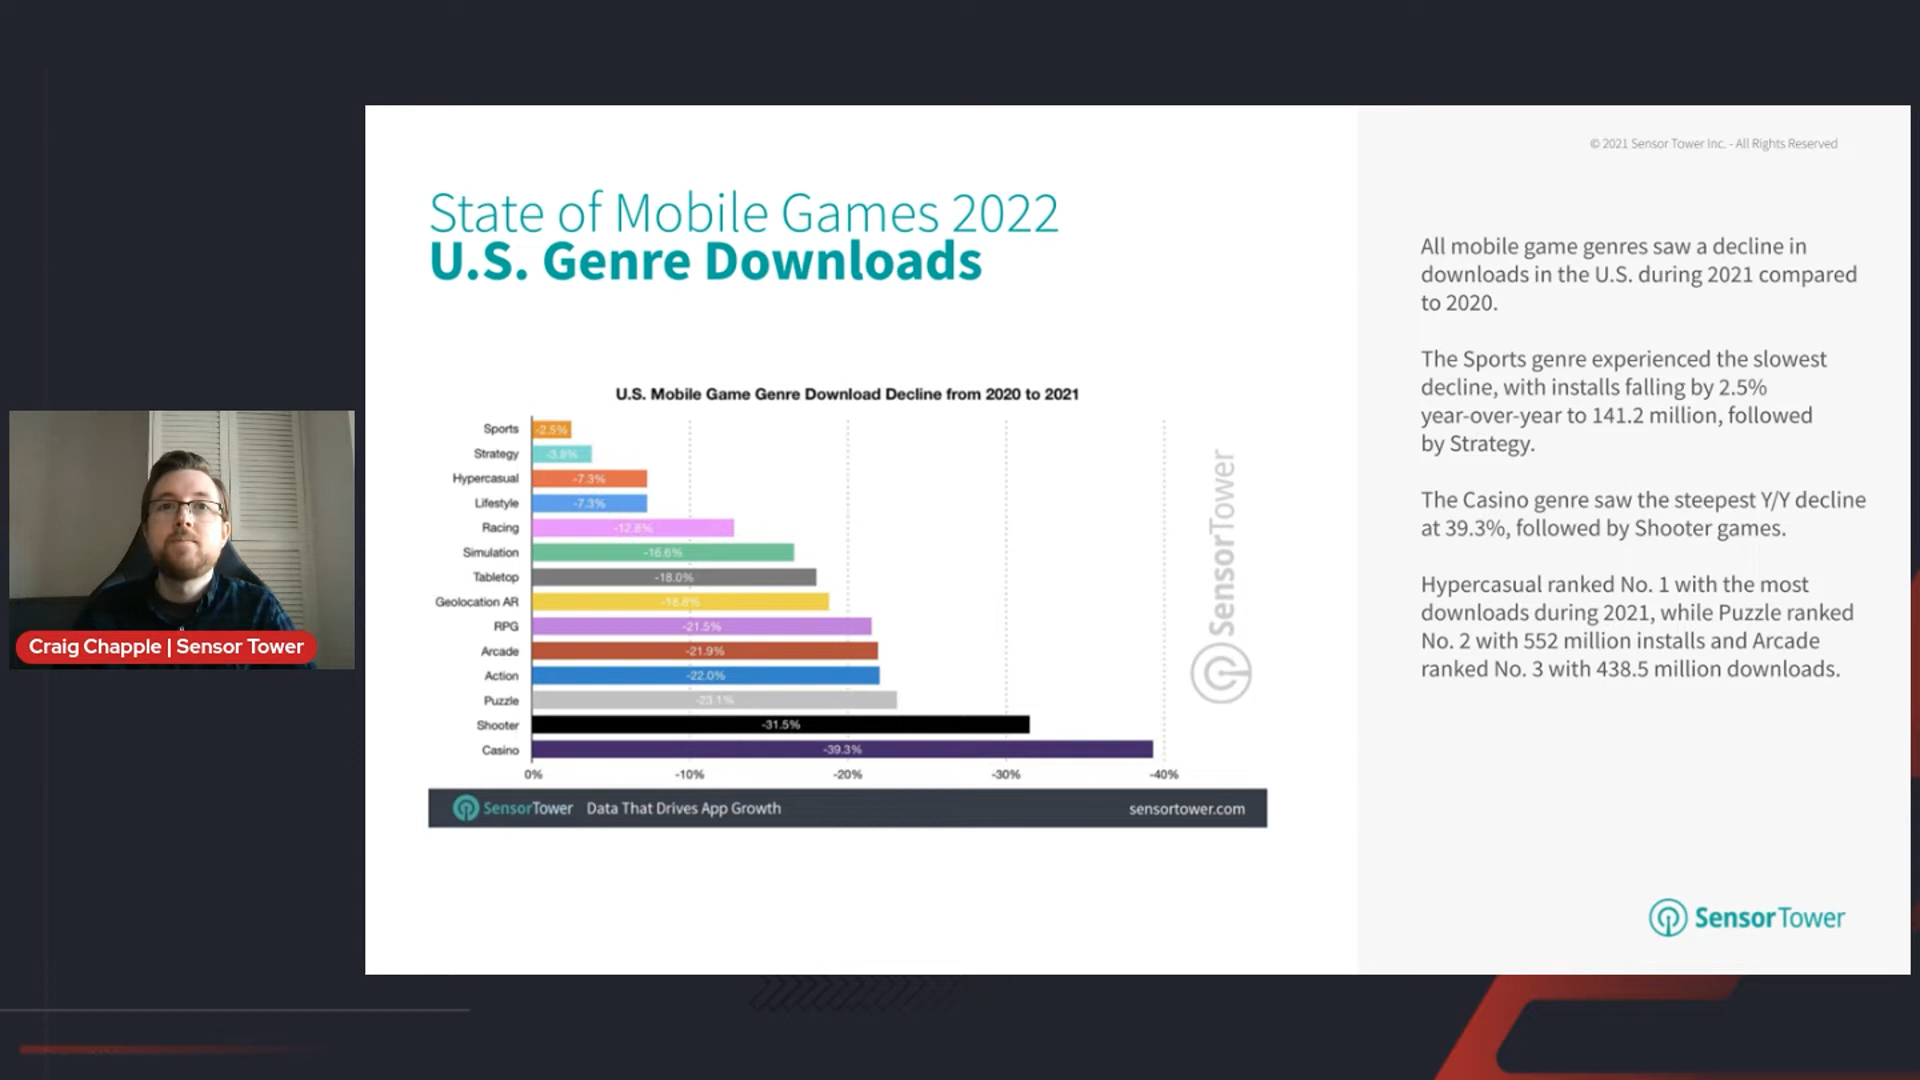 © 2021 Sensor Tower Inc. - All Rights Reserved
State of Mobile Games 2022
U.S. Genre Downloads
U.S. Mobile Game Genre Download Decline from 2020 to 2021
Sports -2.5%
Strategy -3.8%
Hypercasual -7.3%
Lifestyle -7.3%
Racing -12.8%
Simulation -16.6%
Tabletop -18.0%
Geolocation AR -18.8%
RPG -21.5%
Arcade -21.9%
Action -22.0%
Puzzle -23.1%
Shooter -31.5%
Casino -39.3%
0% -10% -20% -30% -40%
SensorTower
SensorTower Data That Drives App Growth sensortower.com
All mobile game genres saw a decline in
downloads in the U.S. during 2021 compared
to 2020.
The Sports genre experienced the slowest
decline, with installs falling by 2.5%
year-over-year to 141.2 million, followed
by Strategy.
The Casino genre saw the steepest Y/Y decline
at 39.3%, followed by Shooter games.
Hypercasual ranked No. 1 with the most
downloads during 2021, while Puzzle ranked
No. 2 with 552 million installs and Arcade
ranked No. 3 with 438.5 million downloads.
SensorTower
Craig Chapple | Sensor Tower